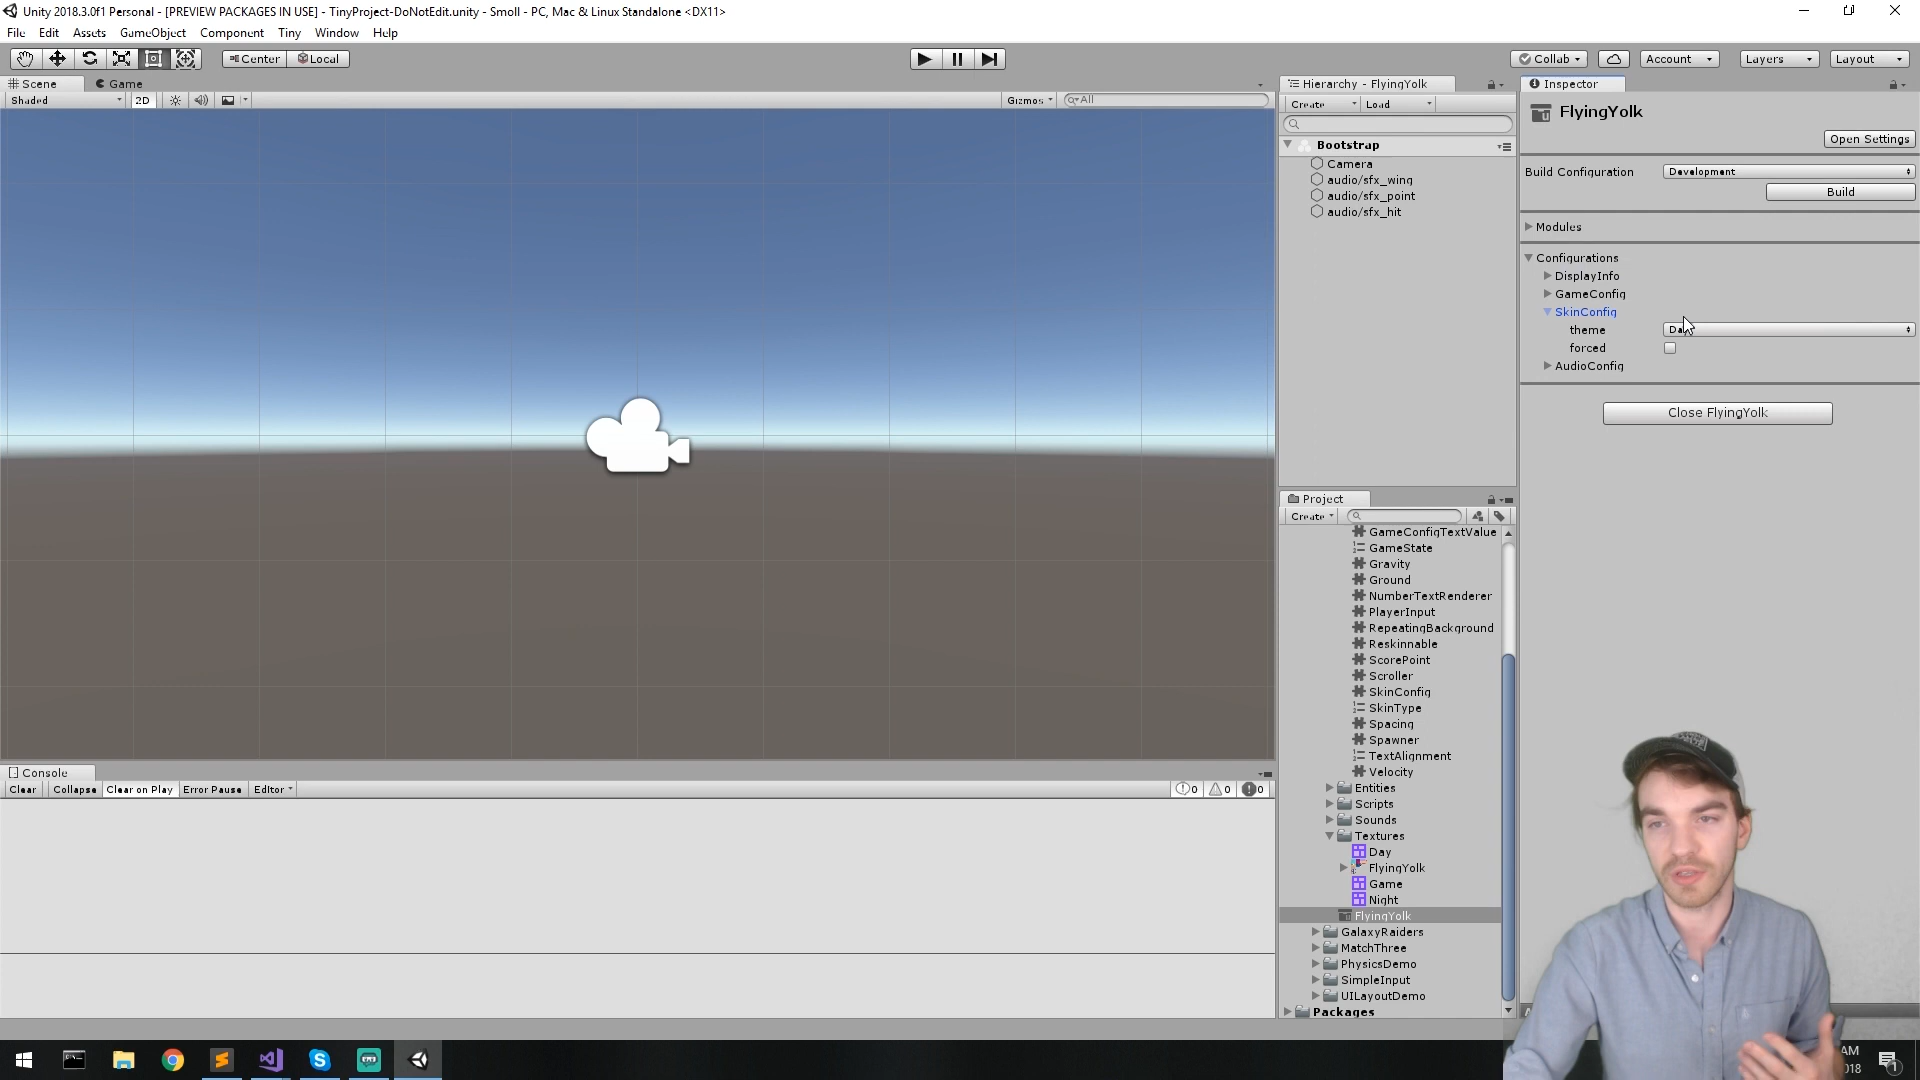 Unity 2018.3.0f1 Personal - [PREVIEW PACKAGES IN USE] - TinyProject-DoNotEdit.unity - Smoll - PC, Mac & Linux Standalone <DX11>
File Edit Assets GameObject Component Tiny Window Help
Center Local
Collab Account Layers Layout
Scene Game
Shaded 2D Gizmos All
Hierarchy - FlyingYolk
Create Load
Bootstrap
Camera
audio/sfx_wing
audio/sfx_point
audio/sfx_hit
Inspector
FlyingYolk
Open Settings
Build Configuration Development
Build
Modules
Configurations
DisplayInfo
GameConfig
SkinConfig
theme
forced
AudioConfig
Close FlyingYolk
Project
Create
GameConfigTextValue
GameState
Gravity
Ground
NumberTextRenderer
PlayerInput
RepeatingBackground
Reskinnable
ScorePoint
Scroller
SkinConfig
SkinType
Spacing
Spawner
TextAlignment
Velocity
Entities
Scripts
Sounds
Textures
Day
FlyingYolk
Game
Night
FlyingYolk
GalaxyRaiders
MatchThree
PhysicsDemo
SimpleInput
UILayoutDemo
Packages
Console
Clear Collapse Clear on Play Error Pause Editor 0 0 0
AM
018
1